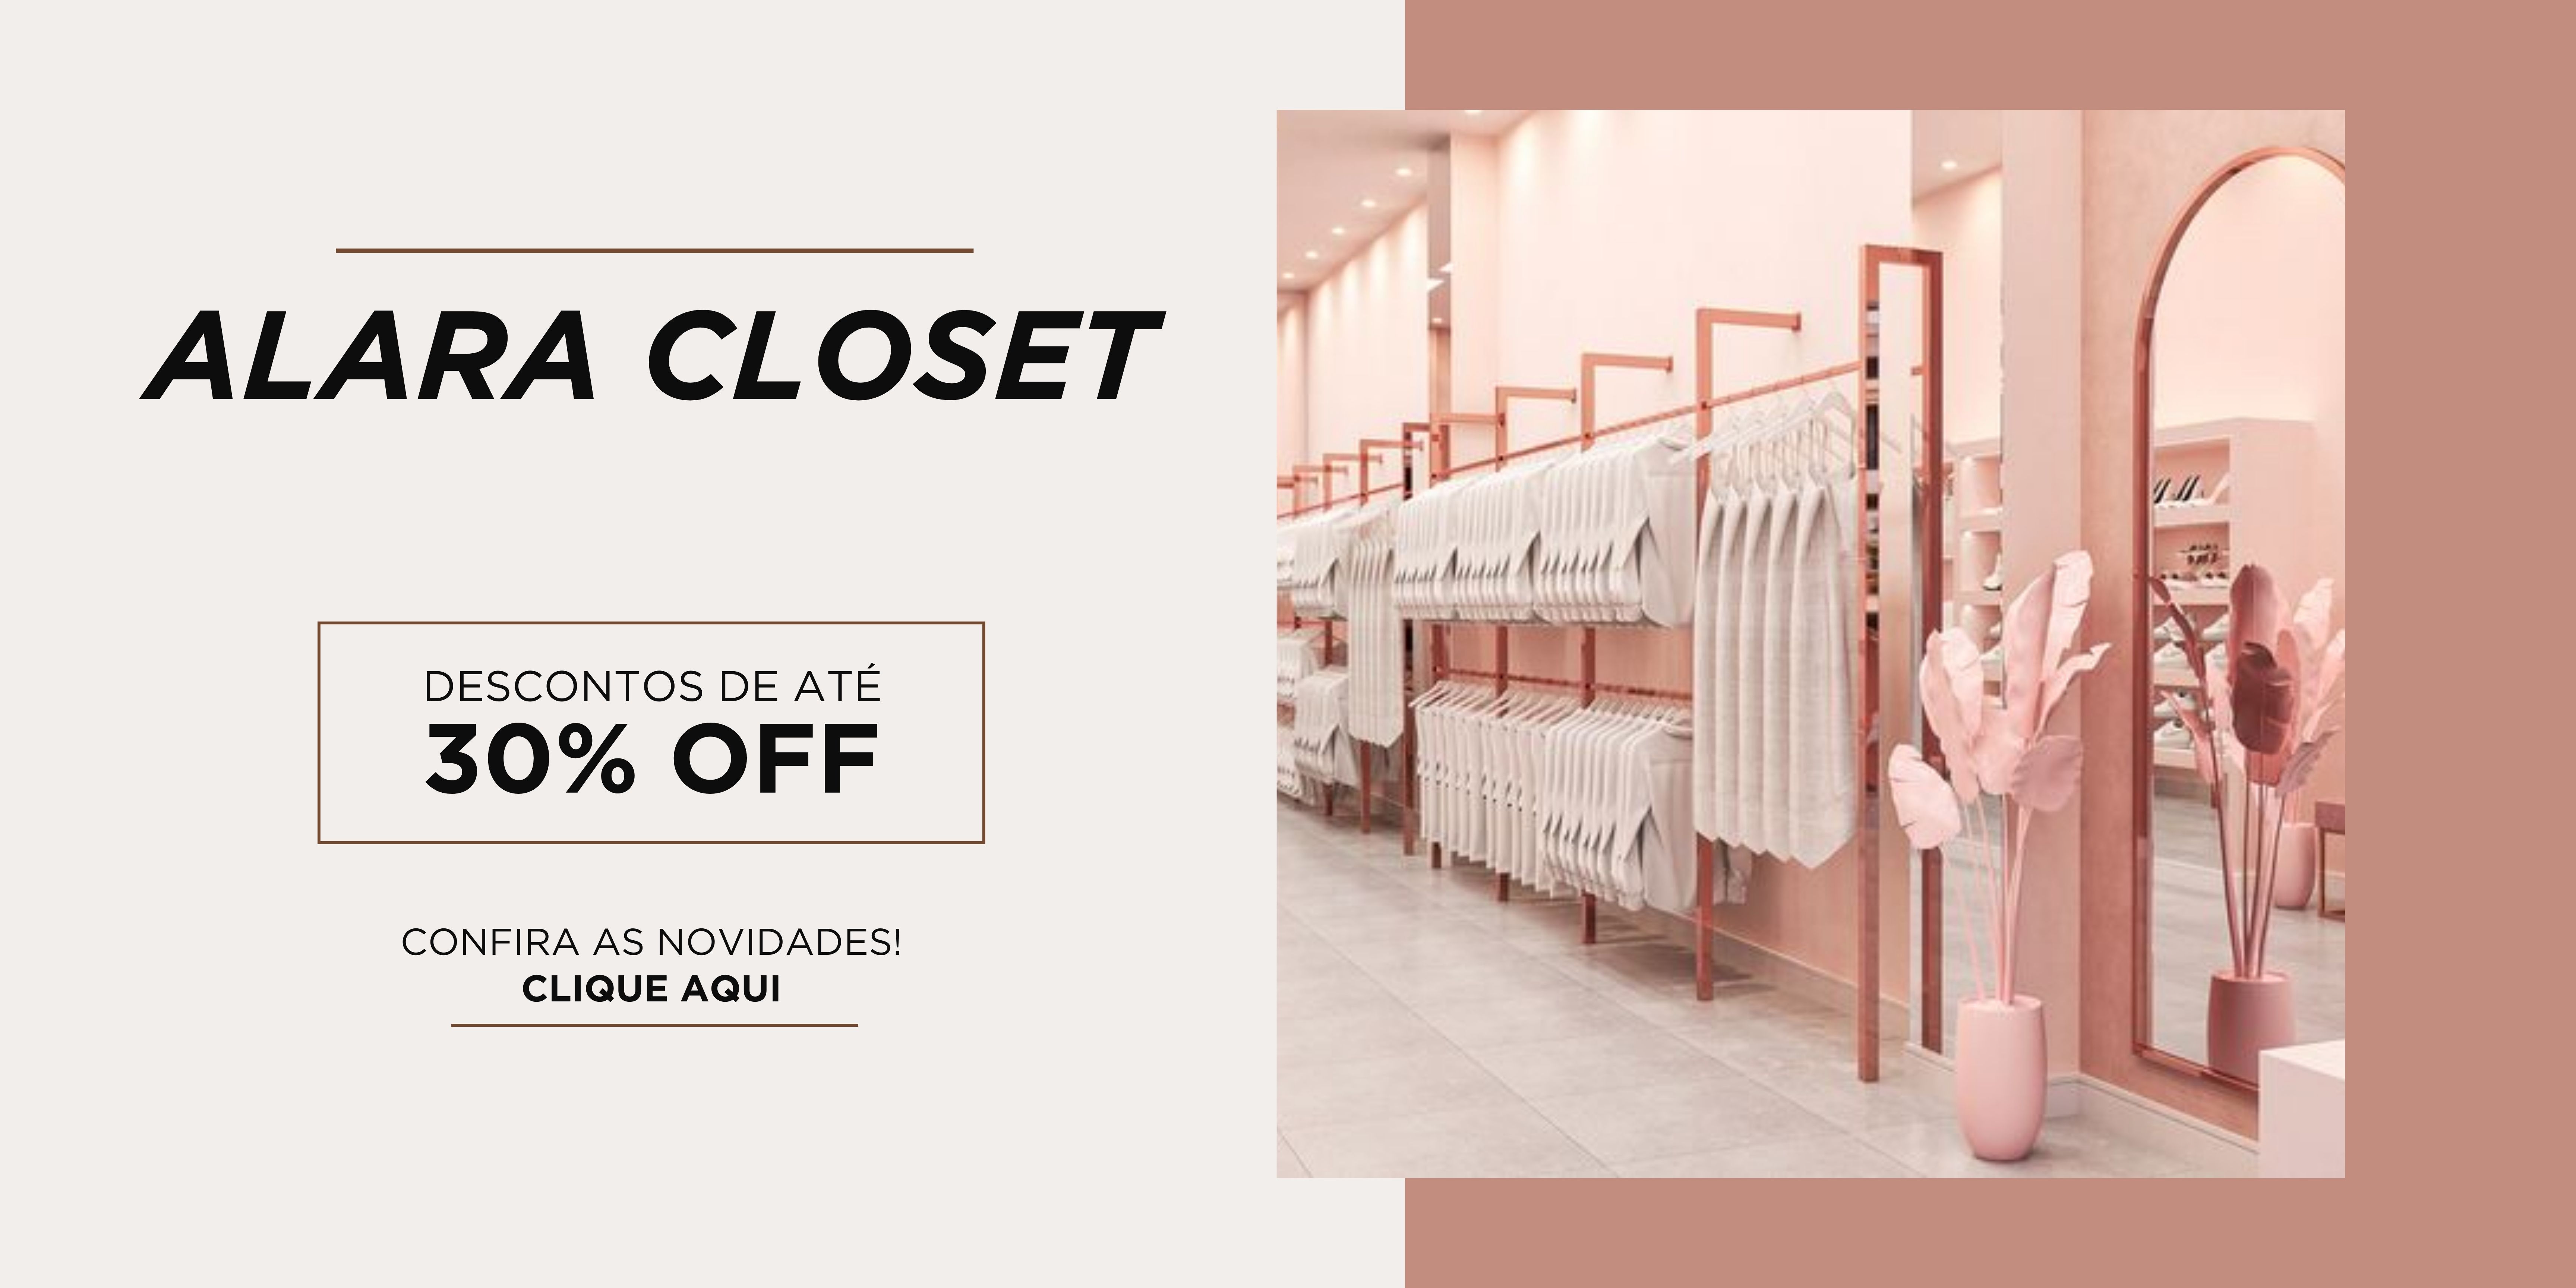 ALARA CLOSET
DESCONTOS DE ATÉ
30% OFF
CONFIRA AS NOVIDADES!
CLIQUE AQUI